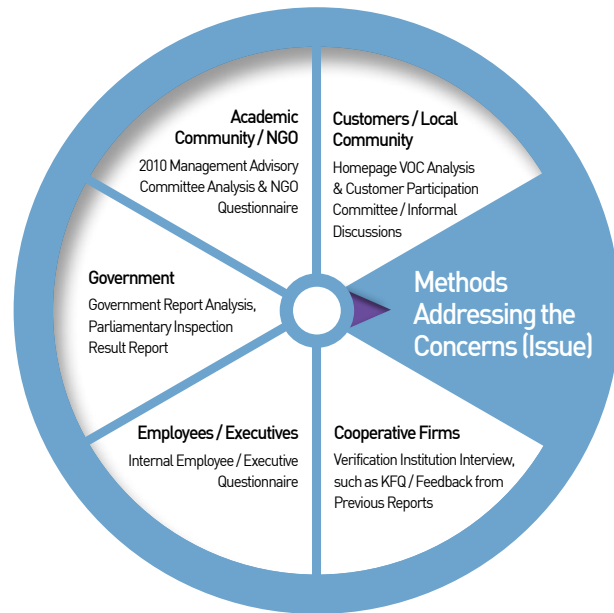 Academic
Community / NGO
2010 Management Advisory
Committee Analysis & NGO
Questionnaire
Customers / Local
Community
Homepage VOC Analysis
& Customer Participation
Committee / Informal
Discussions
Government
Government Report Analysis,
Parliamentary Inspection
Result Report
Methods
Addressing the
Concerns (Issue)
Employees / Executives
Internal Employee / Executive
Questionnaire
Cooperative Firms
Verification Institution Interview,
such as KFQ / Feedback from
Previous Reports